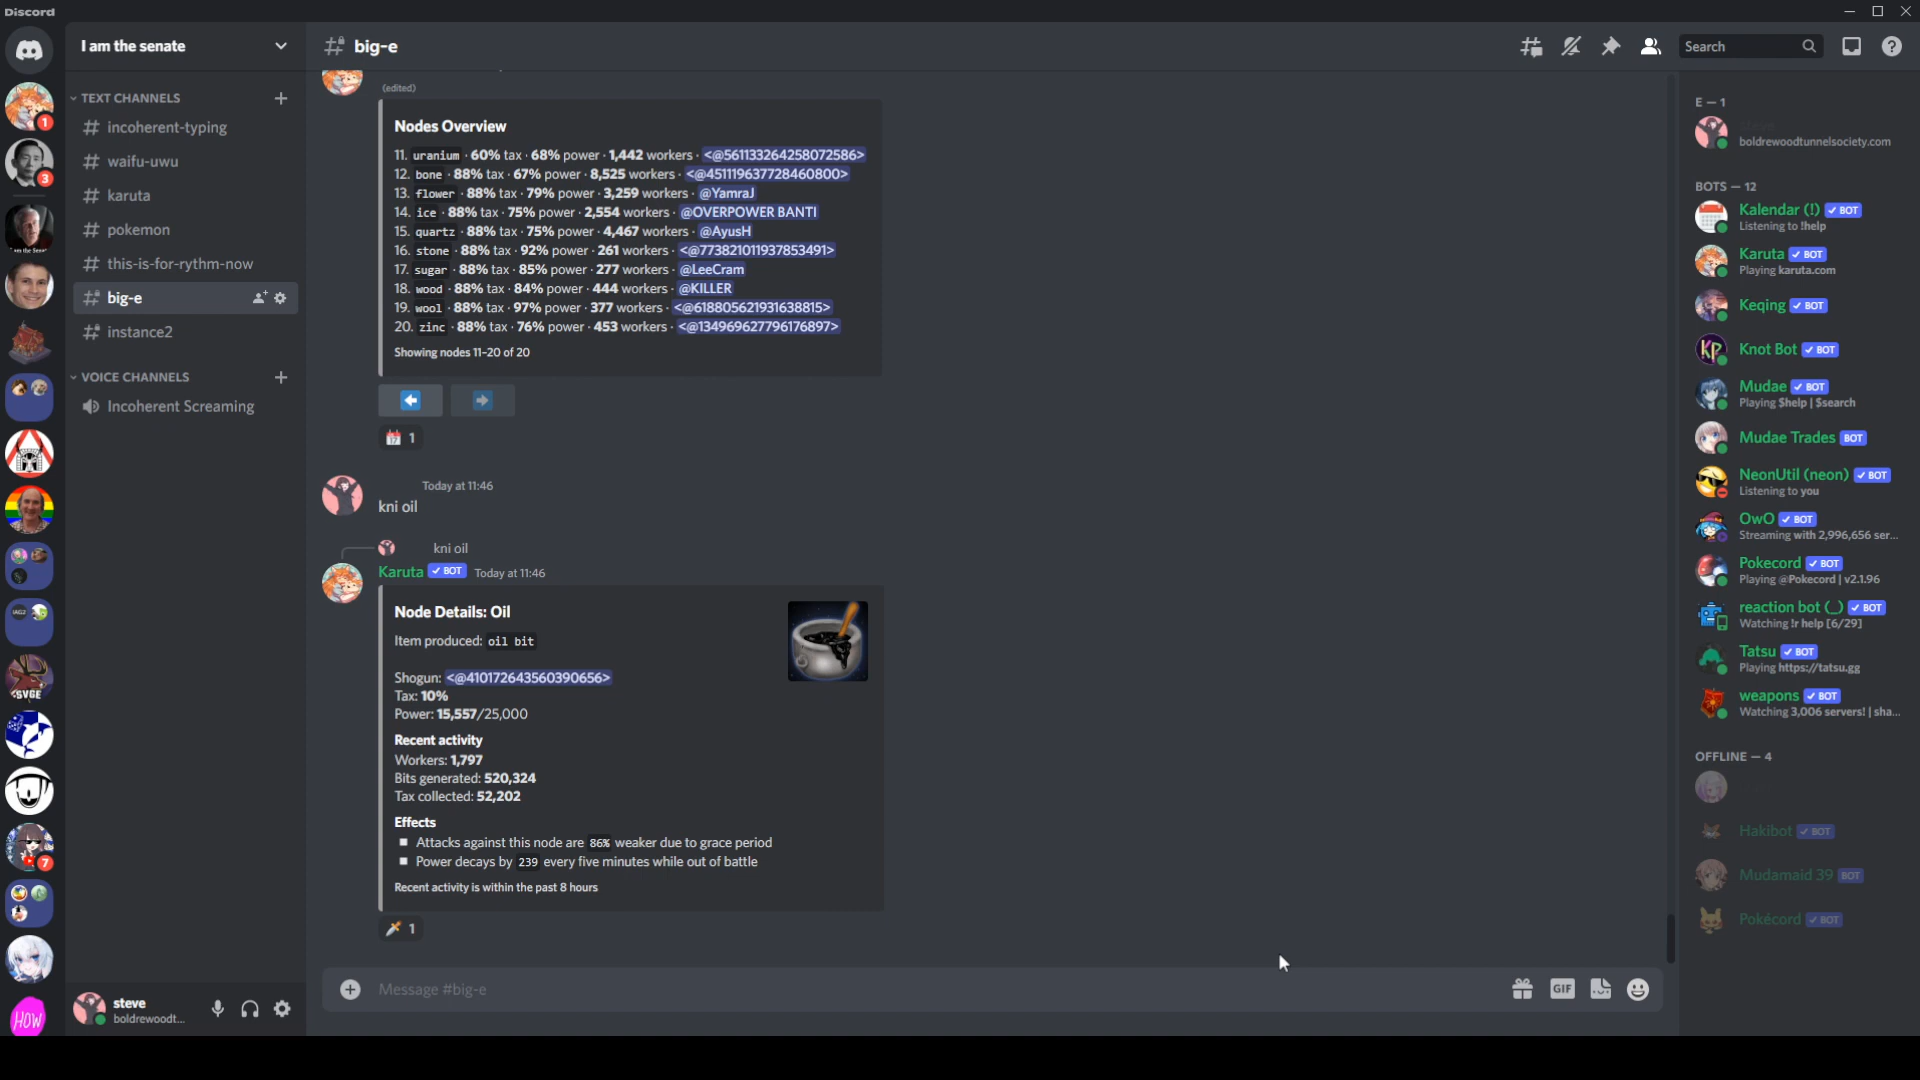 Discord
I am the senate
TEXT CHANNELS
incoherent-typing
waifu-uwu
karuta
pokemon
this-is-for-rythm-now
big-e
instance2
VOICE CHANNELS
Incoherent Screaming
steve
boldrewoodt...
1
3
7
SVGE
HOW
big-e
Search
(edited)
Nodes Overview
11. uranium · 60% tax · 68% power · 1,442 workers · <@561133264258072586>
12. bone · 88% tax · 67% power · 8,525 workers · <@451119637728460800>
13. flower · 88% tax · 79% power · 3,259 workers · @YamraJ
14. ice · 88% tax · 75% power · 2,554 workers · @OVERPOWER BANTI
15. quartz · 88% tax · 75% power · 4,467 workers · @AyusH
16. stone · 88% tax · 92% power · 261 workers · <@773821011937853491>
17. sugar · 88% tax · 85% power · 277 workers · @LeeCram
18. wood · 88% tax · 84% power · 444 workers · @KILLER
19. wool · 88% tax · 97% power · 377 workers · <@618805621931638815>
20. zinc · 88% tax · 76% power · 453 workers · <@134969627796176897>
Showing nodes 11-20 of 20
1
Today at 11:46
kni oil
kni oil
Karuta ✓ BOT Today at 11:46
Node Details: Oil
Item produced: oil bit
Shogun: <@410172643560390656>
Tax: 10%
Power: 15,557/25,000
Recent activity
Workers: 1,797
Bits generated: 520,324
Tax collected: 52,202
Effects
Attacks against this node are 86% weaker due to grace period
Power decays by 239 every five minutes while out of battle
Recent activity is within the past 8 hours
1
Message #big-e
GIF
E — 1
boldrewoodtunnelsociety.com
BOTS — 12
Kalendar (!) ✓ BOT
Listening to !help
Karuta ✓ BOT
Playing karuta.com
Keqing ✓ BOT
Knot Bot ✓ BOT
Mudae ✓ BOT
Playing $help | $search
Mudae Trades BOT
NeonUtil (neon) ✓ BOT
Listening to you
OwO ✓ BOT
Streaming with 2,996,656 ser...
Pokecord ✓ BOT
Playing @Pokecord | v2.1.96
reaction bot (_) ✓ BOT
Watching !r help [6/29]
Tatsu ✓ BOT
Playing https://tatsu.gg
weapons ✓ BOT
Watching 3,006 servers! | sha...
OFFLINE — 4
Hakibot ✓ BOT
Mudamaid 39 BOT
Pokécord ✓ BOT